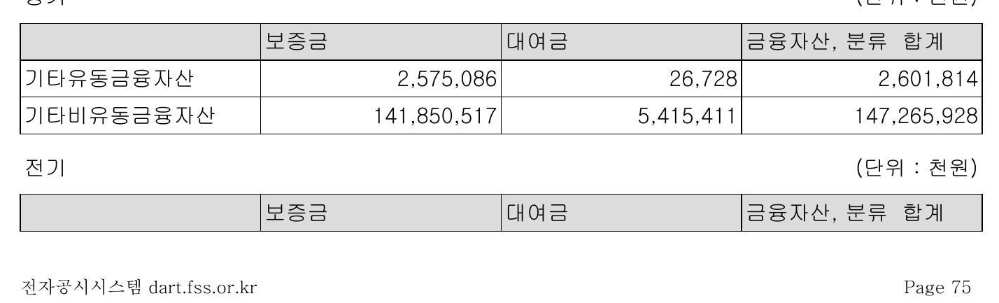 보증금 대여금 금융자산, 분류 합계
기타유동금융자산 2,575,086 26,728 2,601,814
기타비유동금융자산 141,850,517 5,415,411 147,265,928
전기 (단위 : 천원)
보증금 대여금 금융자산, 분류 합계
전자공시시스템 dart.fss.or.kr Page 75